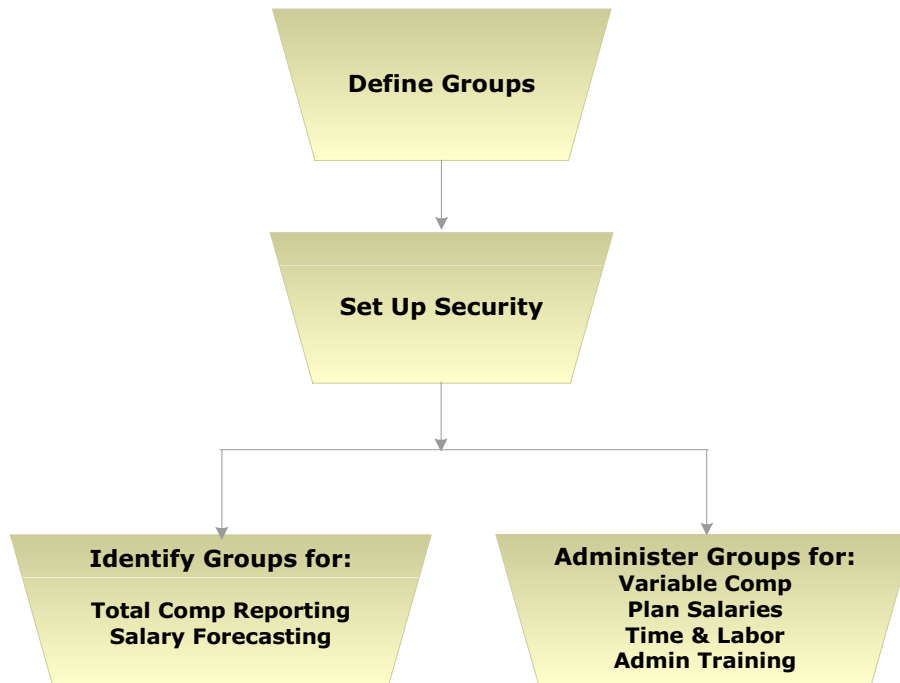 Define Groups
Set Up Security
Identify Groups for:
Total Comp Reporting
Salary Forecasting
Administer Groups for:
Variable Comp
Plan Salaries
Time & Labor
Admin Training